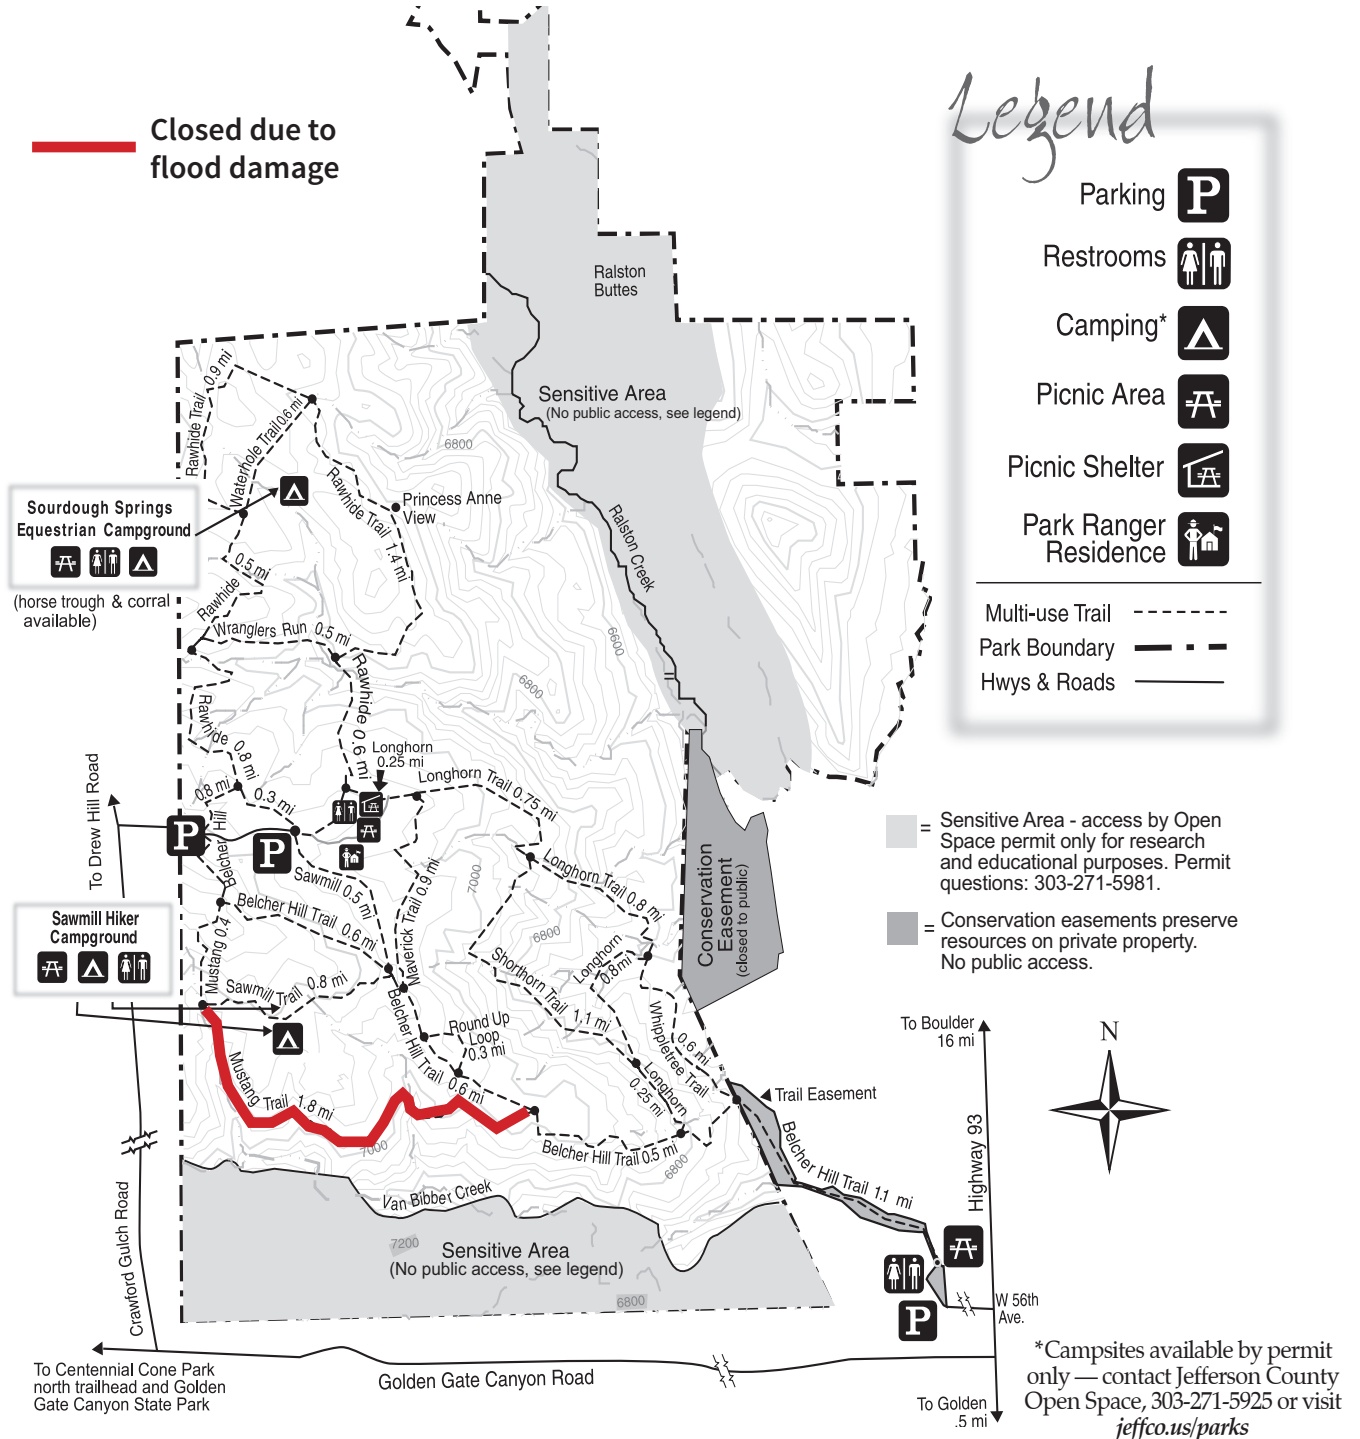 Closed due to
flood damage
Legend
Parking
P
Restrooms
Camping*
Picnic Area
Picnic Shelter
Park Ranger
Residence
Multi-use Trail
Park Boundary
Hwys & Roads
Ralston
Buttes
Sensitive Area
(No public access, see legend)
6800
Rawhide Trail 0.9 mi
Waterhole Trail 0.6 mi
Rawhide Trail 1.4 mi
Princess Anne
View
Sourdough Springs
Equestrian Campground
(horse trough & corral
available)
Ralston Creek
0.5 mi
Rawhide
Wranglers Run 0.5 mi
6600
=
Rawhide 0.6 mi
6800
Rawhide 0.8 mi
Longhorn
0.25 mi
Longhorn Trail 0.75 mi
To Drew Hill Road
0.8 mi
0.3 mi
Belcher Hill
P
P
Sawmill 0.5 mi
Maverick Trail 0.9 mi
7000
Longhorn Trail 0.8 mi
Conservation
Easement
(closed to public)
= Sensitive Area - access by Open
Space permit only for research
and educational purposes. Permit
questions: 303-271-5981.
= Conservation easements preserve
resources on private property.
No public access.
Sawmill Hiker
Campground
Mustang 0.4
Belcher Hill Trail
0.6 mi
6800
Longhorn
0.8 mi
Shorthorn Trail 1.1 mi
Sawmill Trail 0.8 mi
Belcher Hill Trail 0.6 mi
Round Up
Loop
0.3 mi
Whippletree Trail
0.6 mi
Longhorn
0.25 mi
To Boulder
16 mi
N
Trail Easement
Mustang
Trail 1.8 mi
7000
Belcher Hill Trail 0.5 mi
6800
Belcher Hill Trail 1.1 mi
Highway 93
Crawford Gulch Road
Van Bibber Creek
7200
Sensitive Area
(No public access, see legend)
6800
P
W 56th
Ave.
To Centennial Cone Park
north trailhead and Golden
Gate Canyon State Park
Golden Gate Canyon Road
To Golden
.5 mi
*Campsites available by permit
only — contact Jefferson County
Open Space, 303-271-5925 or visit
jeffco.us/parks